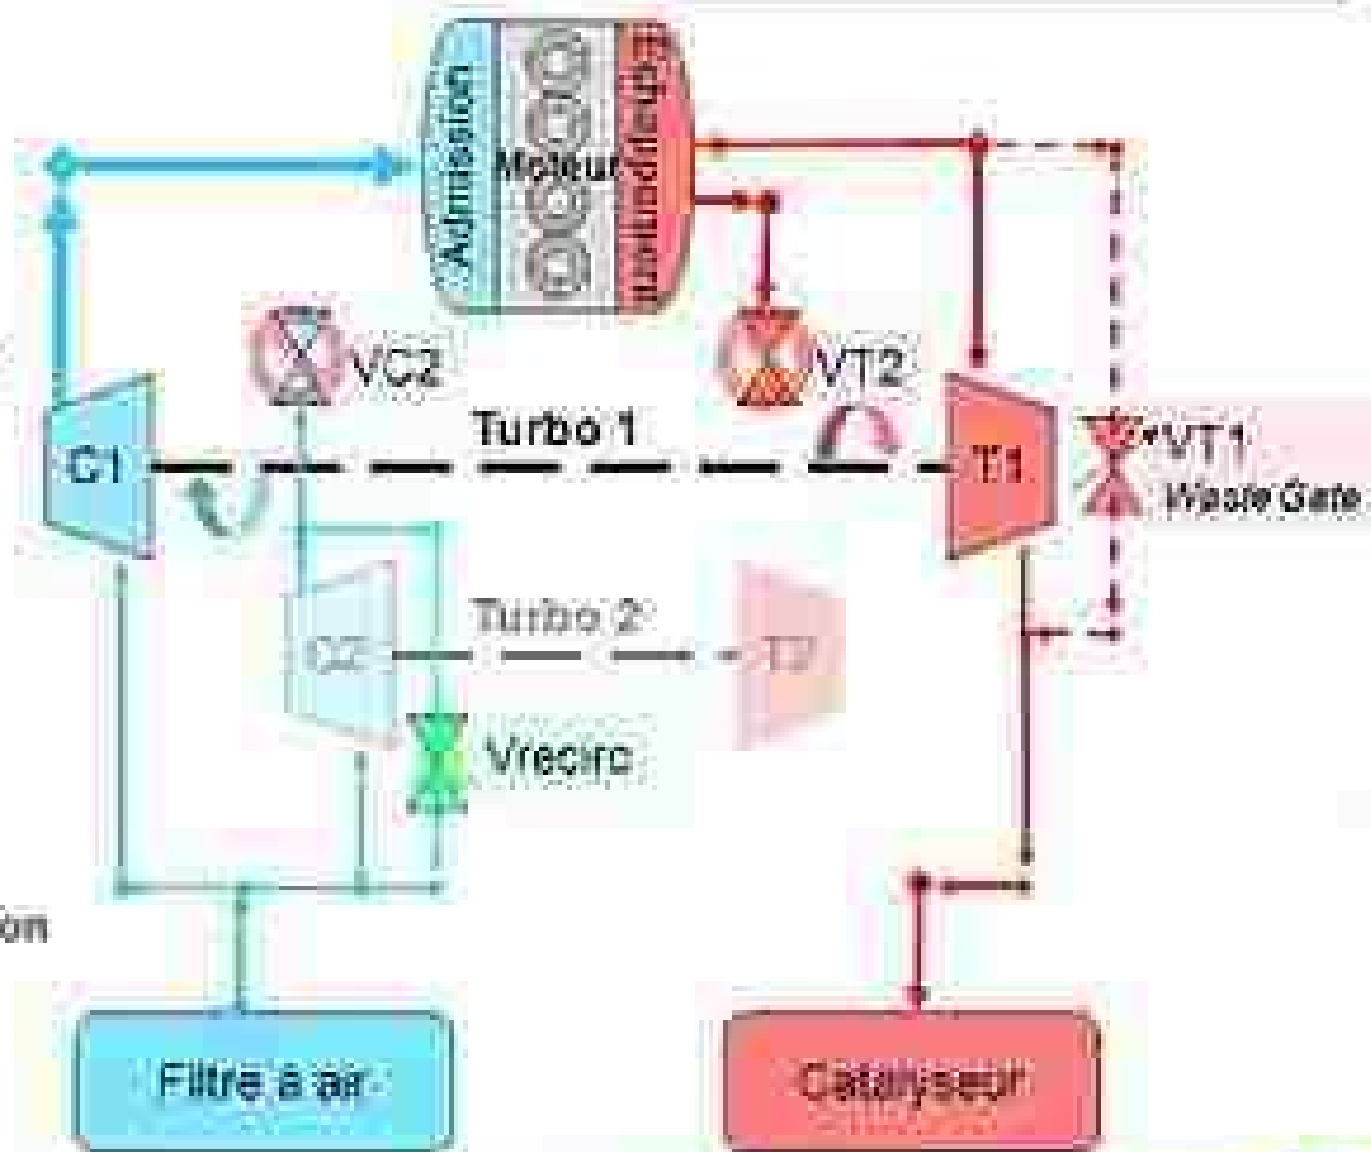 Admission
Moteur
Echappement
VC2
VT2
Turbo 1
C1
T1
VT1
Waste Gate
Turbo 2
C2
T2
Vrecirc
on
Filtre à air
Catalyseur